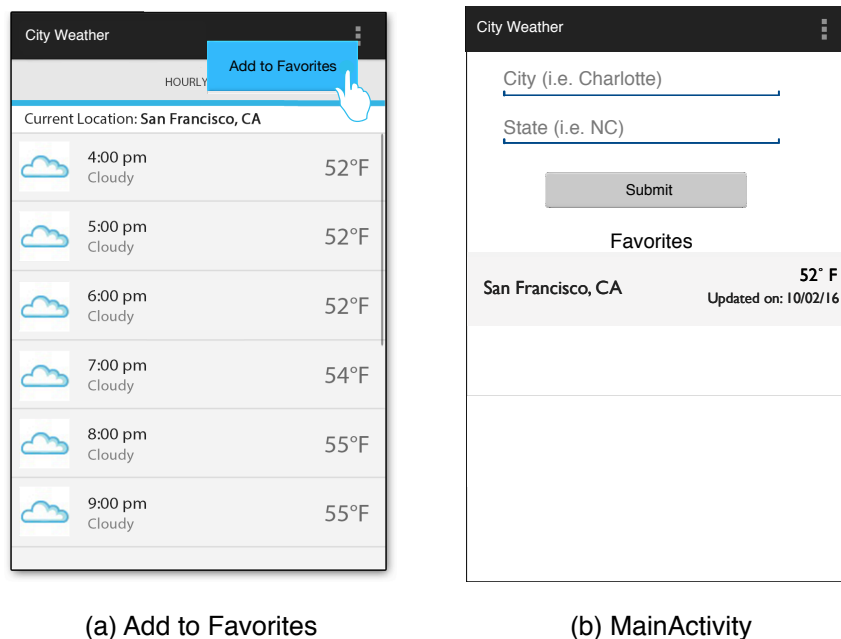 City Weather
Add to Favorites
HOURLY
Current Location: San Francisco, CA
4:00 pm
Cloudy
52°F
5:00 pm
Cloudy
52°F
6:00 pm
Cloudy
52°F
7:00 pm
Cloudy
54°F
8:00 pm
Cloudy
55°F
9:00 pm
Cloudy
55°F
(a) Add to Favorites
City Weather
City (i.e. Charlotte)
State (i.e. NC)
Submit
Favorites
San Francisco, CA
52° F
Updated on: 10/02/16
(b) MainActivity